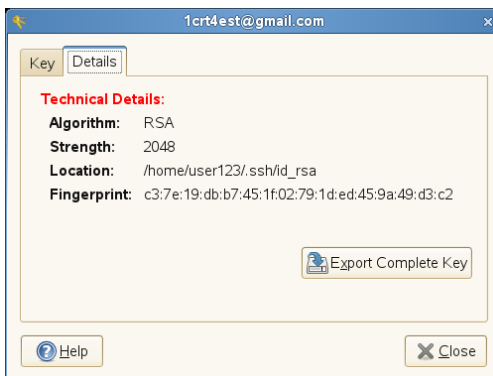 1crt4est@gmail.com
Key
Details
Technical Details:
Algorithm: RSA
Strength: 2048
Location: /home/user123/.ssh/id_rsa
Fingerprint: c3:7e:19:db:b7:45:1f:02:79:1d:ed:45:9a:49:d3:c2
Export Complete Key
Help
Close